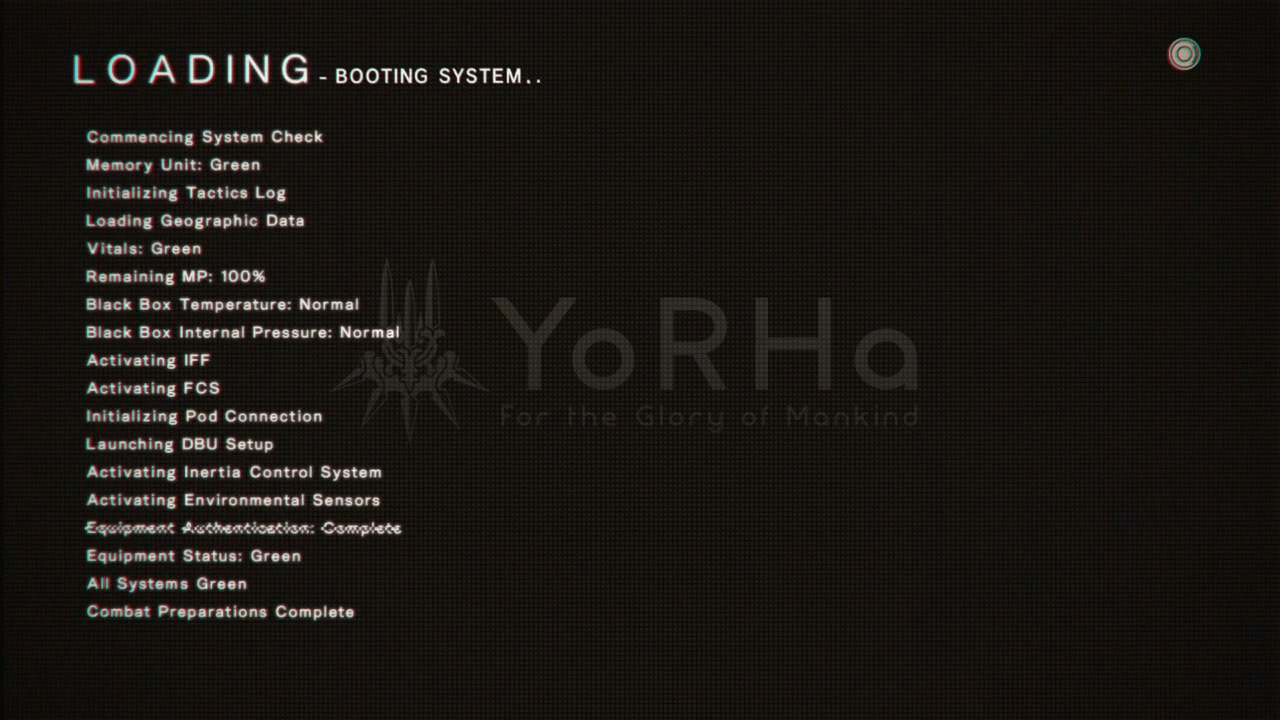 LOADING - BOOTING SYSTEM..
Commencing System Check
Memory Unit: Green
Initializing Tactics Log
Loading Geographic Data
Vitals: Green
Remaining MP: 100%
Black Box Temperature: Normal
Black Box Internal Pressure: Normal
Activating IFF
Activating FCS
Initializing Pod Connection
Launching DBU Setup
Activating Inertia Control System
Activating Environmental Sensors
Equipment Authentication: Complete
Equipment Status: Green
All Systems Green
Combat Preparations Complete
YoRHa
For the Glory of Mankind